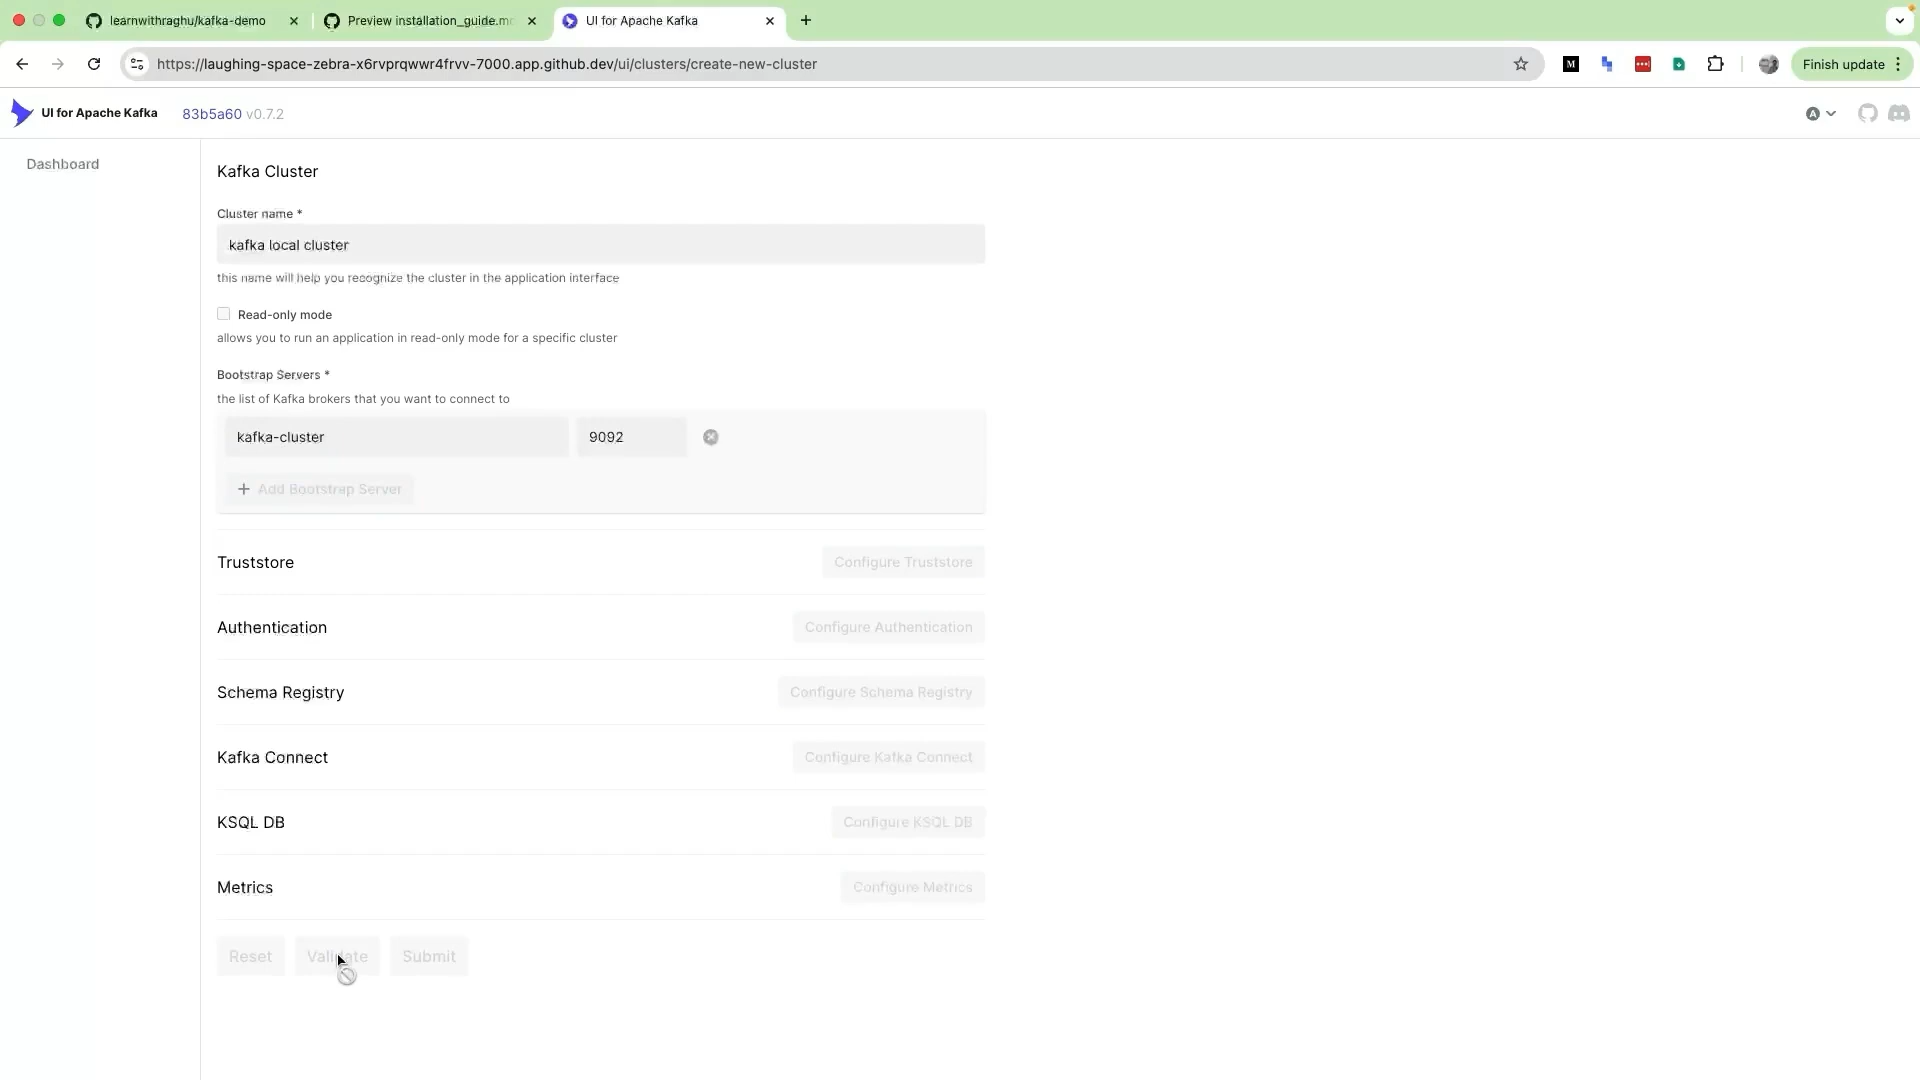 learnwithraghu/kafka-demo
Preview installation_guide.m
UI for Apache Kafka
https://laughing-space-zebra-x6rvprqwwr4frvv-7000.app.github.dev/ui/clusters/create-new-cluster
M
Finish update
UI for Apache Kafka
83b5a60 v0.7.2
A
Dashboard
Kafka Cluster
Cluster name *
kafka local cluster
this name will help you recognize the cluster in the application interface
Read-only mode
allows you to run an application in read-only mode for a specific cluster
Bootstrap Servers *
the list of Kafka brokers that you want to connect to
kafka-cluster
9092
+ Add Bootstrap Server
Truststore
Configure Truststore
Authentication
Configure Authentication
Schema Registry
Configure Schema Registry
Kafka Connect
Configure Kafka Connect
KSQL DB
Configure KSQL DB
Metrics
Configure Metrics
Reset
Validate
Submit